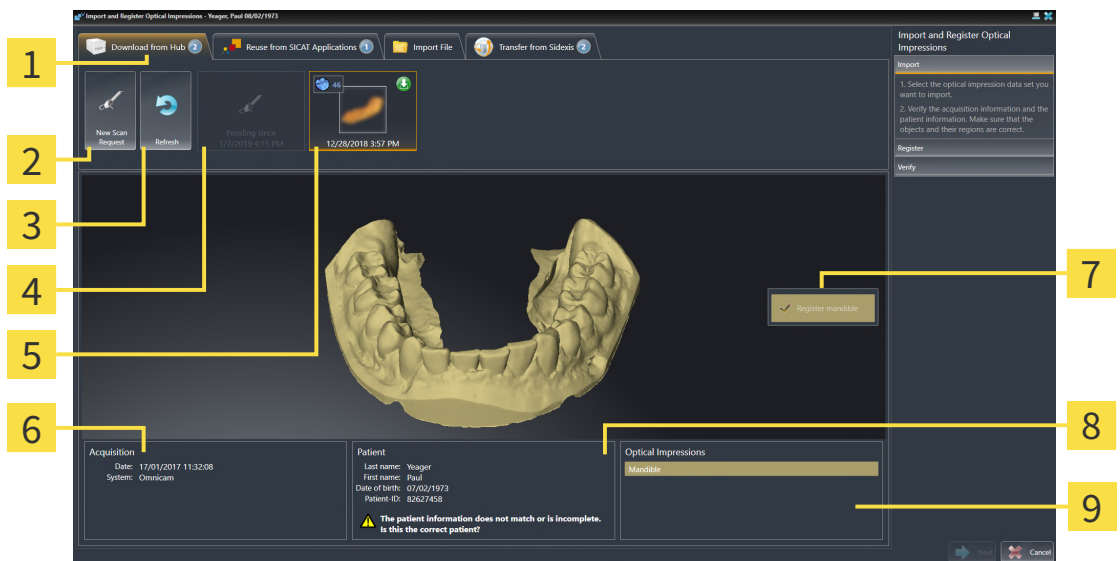 Import and Register Optical Impressions - Yeager, Paul 08/02/1973
Download from Hub 2
Reuse from SICAT Applications 1
Import File
Transfer from Sidexis 2
New Scan
Request
Refresh
Pending since
1/7/2019 4:15 PM
46
12/28/2018 3:57 PM
Import and Register Optical
Impressions
Import
1. Select the optical impression data set you
want to import.
2. Verify the acquisition information and the
patient information. Make sure that the
objects and their regions are correct.
Register
Verify
Register mandible
Acquisition
Date: 17/01/2017 11:32:08
System: Omnicam
Patient
Last name: Yeager
First name: Paul
Date of birth: 07/02/1973
Patient-ID: 82627458
The patient information does not match or is incomplete.
Is this the correct patient?
Optical Impressions
Mandible
Next
Cancel
1
2
3
4
5
6
7
8
9